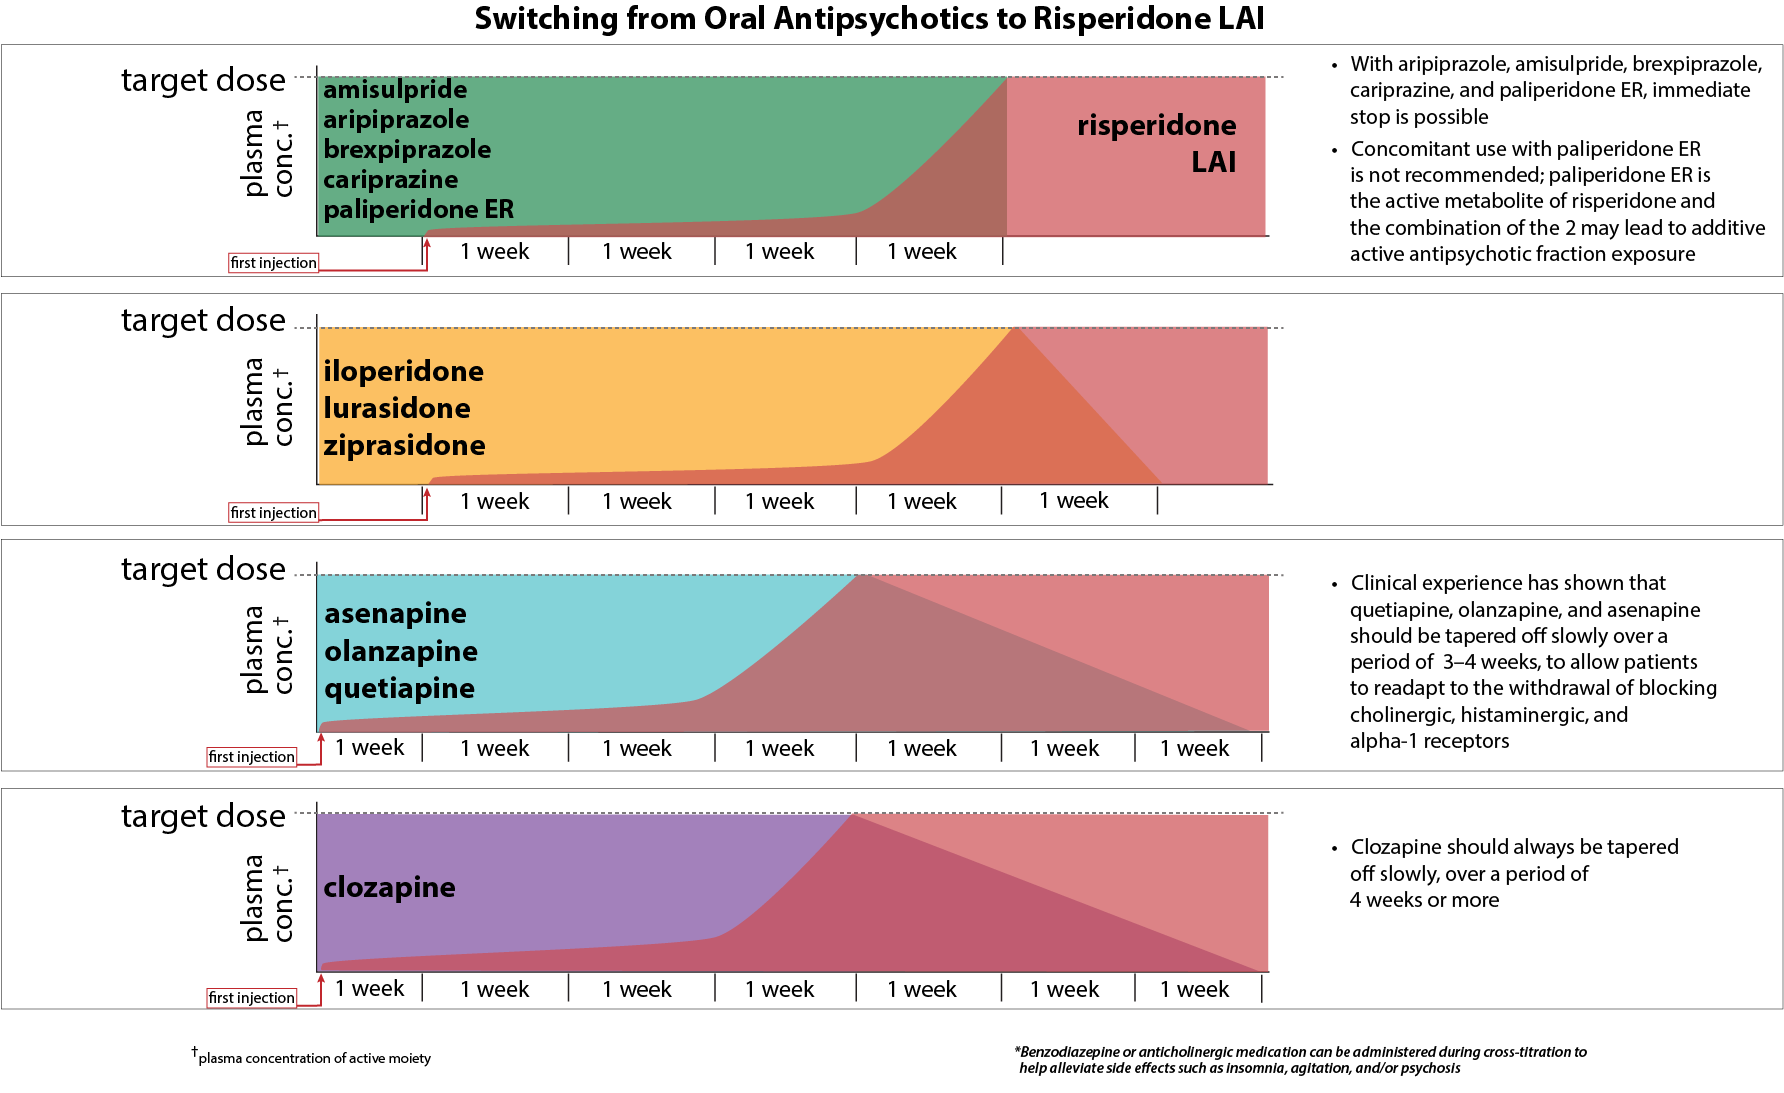 Switching from Oral Antipsychotics to Risperidone LAI
target dose
plasma
conc.†
amisulpride
aripiprazole
brexpiprazole
cariprazine
paliperidone ER
risperidone
LAI
first injection
1 week
1 week
1 week
1 week
• With aripiprazole, amisulpride, brexpiprazole,
cariprazine, and paliperidone ER, immediate
stop is possible
• Concomitant use with paliperidone ER
is not recommended; paliperidone ER is
the active metabolite of risperidone and
the combination of the 2 may lead to additive
active antipsychotic fraction exposure
target dose
plasma
conc.†
iloperidone
lurasidone
ziprasidone
first injection
1 week
1 week
1 week
1 week
1 week
target dose
plasma
conc.†
asenapine
olanzapine
quetiapine
first injection
1 week
1 week
1 week
1 week
1 week
1 week
1 week
• Clinical experience has shown that
quetiapine, olanzapine, and asenapine
should be tapered off slowly over a
period of 3–4 weeks, to allow patients
to readapt to the withdrawal of blocking
cholinergic, histaminergic, and
alpha-1 receptors
target dose
plasma
conc.†
clozapine
first injection
1 week
1 week
1 week
1 week
1 week
1 week
1 week
• Clozapine should always be tapered
off slowly, over a period of
4 weeks or more
†plasma concentration of active moiety
*Benzodiazepine or anticholinergic medication can be administered during cross-titration to
help alleviate side effects such as insomnia, agitation, and/or psychosis